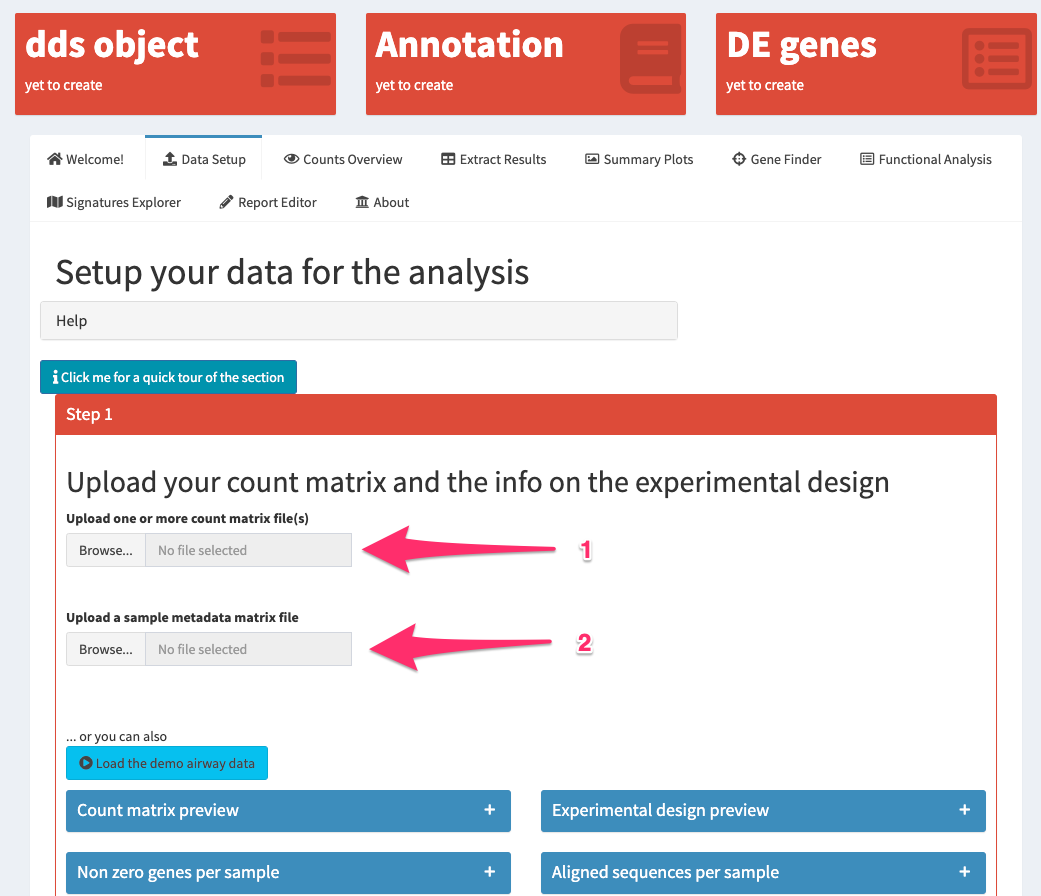 dds object
yet to create
Annotation
yet to create
DE genes
yet to create
Welcome!
Data Setup
Counts Overview
Extract Results
Summary Plots
Gene Finder
Functional Analysis
Signatures Explorer
Report Editor
About
Setup your data for the analysis
Help
Click me for a quick tour of the section
Step 1
Upload your count matrix and the info on the experimental design
Upload one or more count matrix file(s)
Browse... No file selected
1
Upload a sample metadata matrix file
Browse... No file selected
2
... or you can also
Load the demo airway data
Count matrix preview +
Experimental design preview +
Non zero genes per sample +
Aligned sequences per sample +